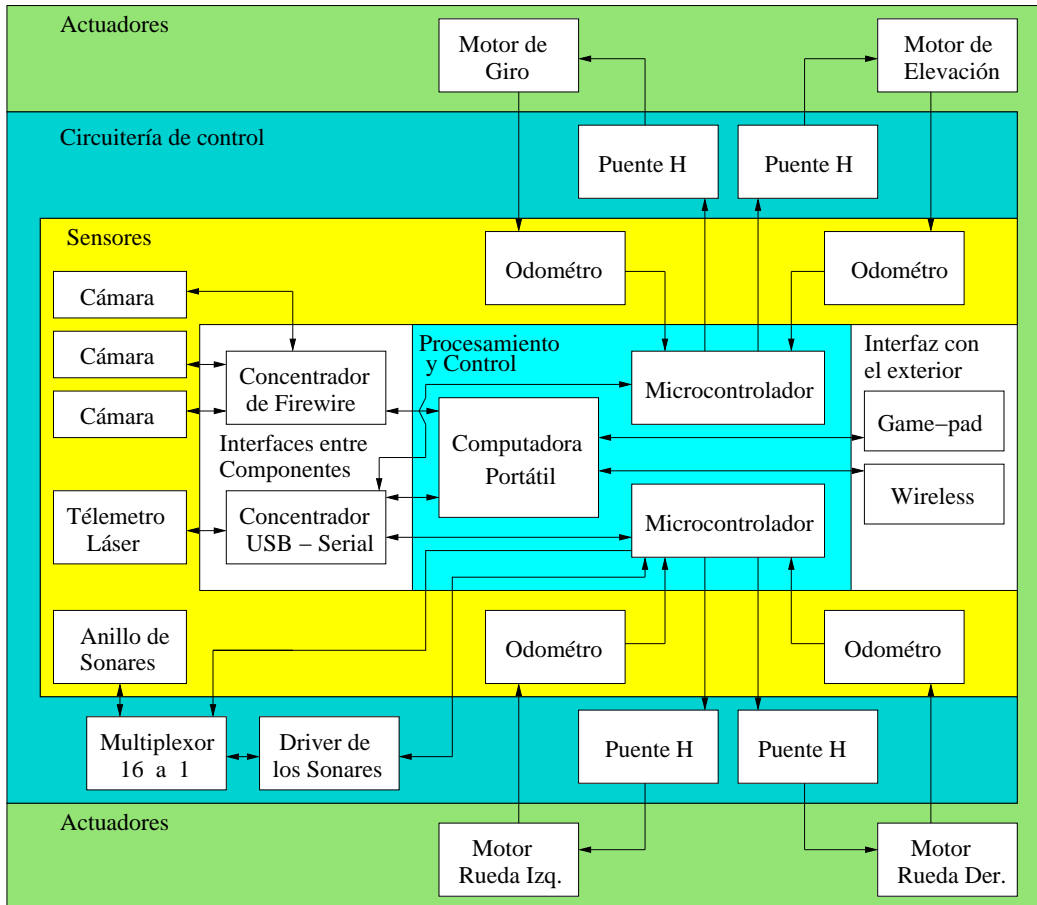 Actuadores
Motor de
Giro
Motor de
Elevación
Circuitería de control
Puente H
Puente H
Sensores
Odométro
Odométro
Cámara
Cámara
Cámara
Concentrador
de Firewire
Procesamiento
y Control
Microcontrolador
Interfaz con
el exterior
Game−pad
Wireless
Interfaces entre
Componentes
Computadora
Portátil
Télemetro
Láser
Concentrador
USB − Serial
Microcontrolador
Anillo de
Sonares
Odométro
Odométro
Multiplexor
16 a 1
Driver de
los Sonares
Puente H
Puente H
Actuadores
Motor
Rueda Izq.
Motor
Rueda Der.